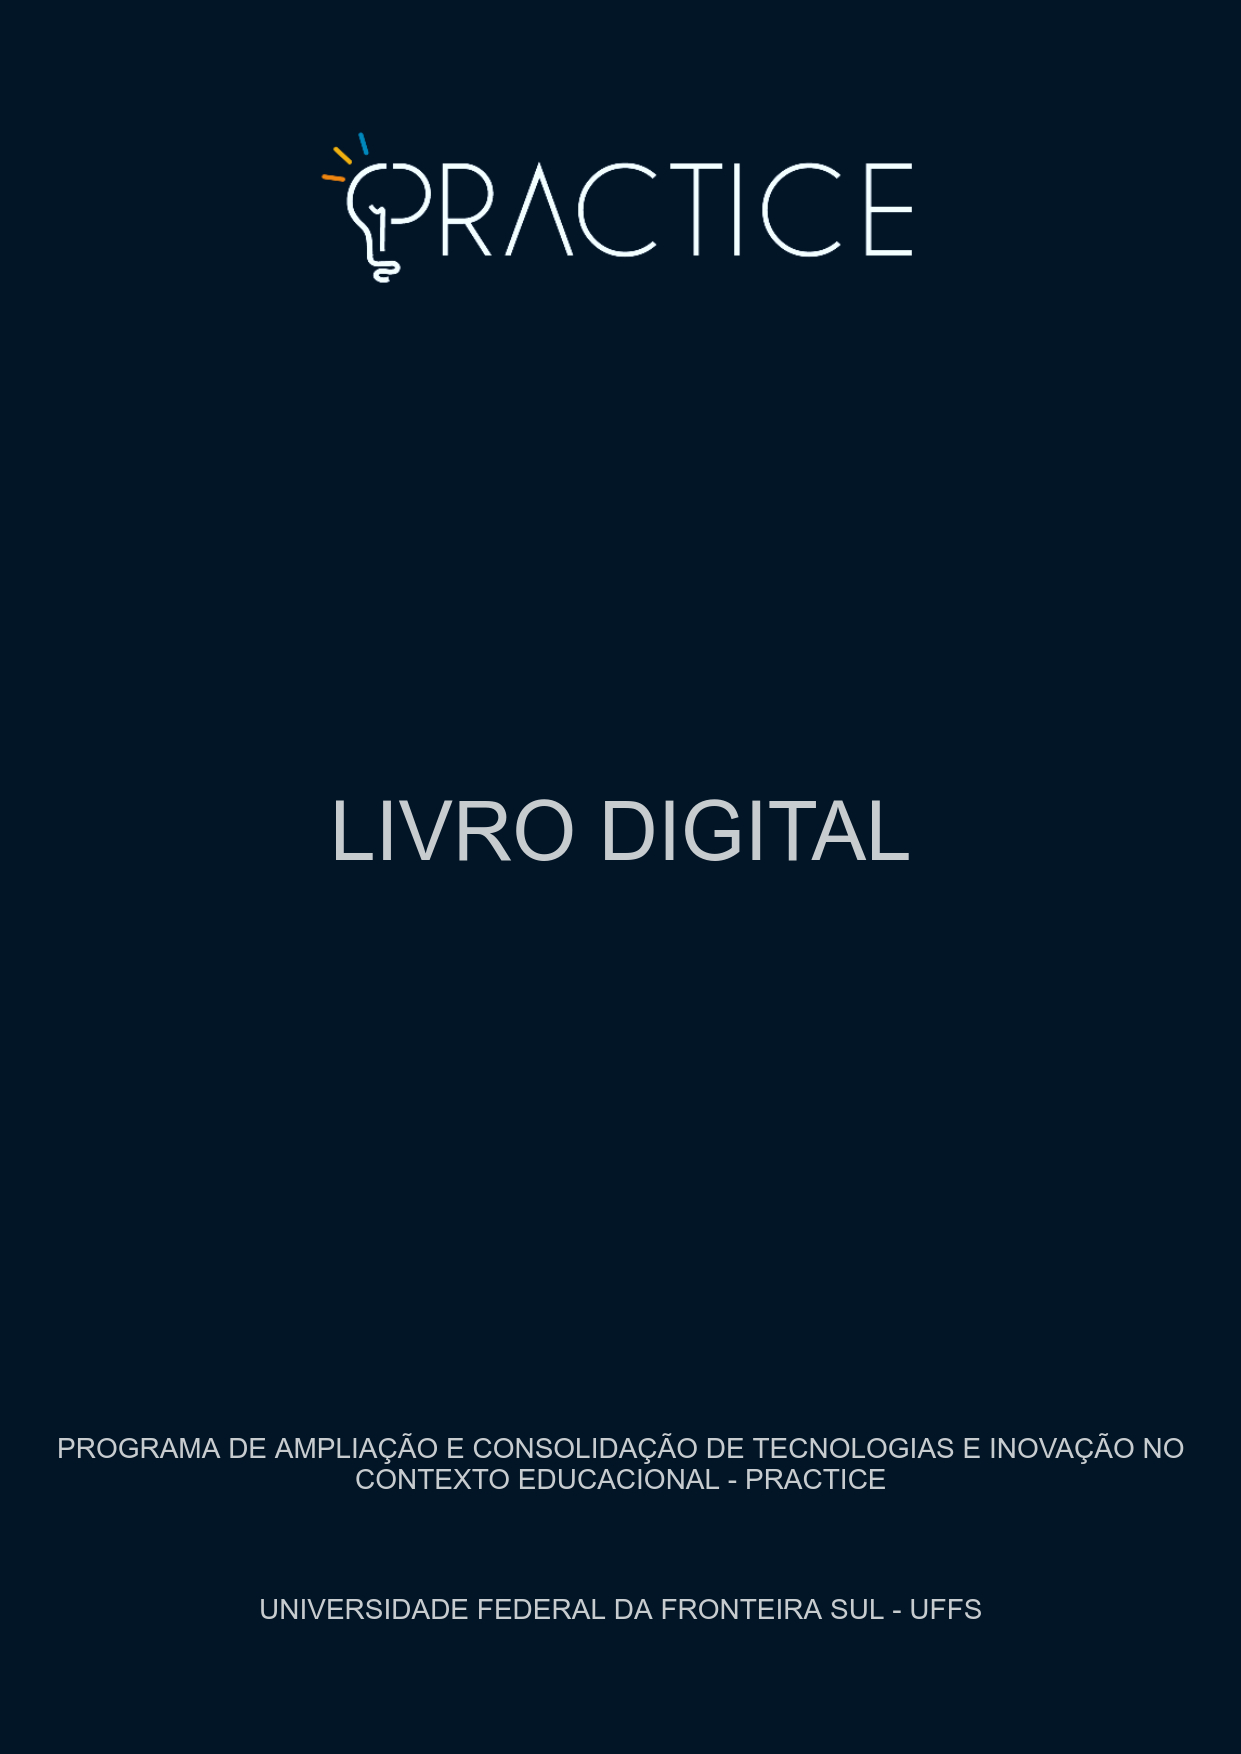 PRACTICE
LIVRO DIGITAL
PROGRAMA DE AMPLIAÇÃO E CONSOLIDAÇÃO DE TECNOLOGIAS E INOVAÇÃO NO
CONTEXTO EDUCACIONAL - PRACTICE
UNIVERSIDADE FEDERAL DA FRONTEIRA SUL - UFFS